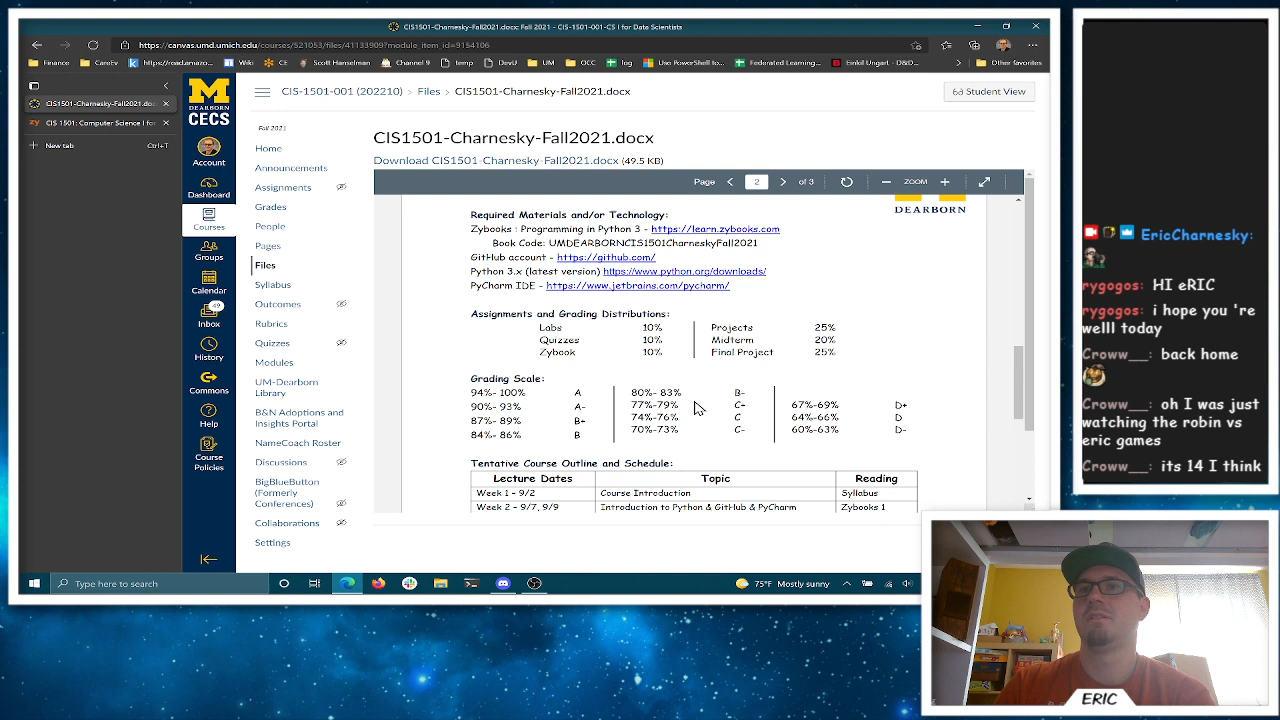 CIS1501-Charnesky-Fall2021.docx: Fall 2021 - CIS-1501-001-CS I for Data Scientists
https://canvas.umd.umich.edu/courses/521053/files/41133909?module_item_id=9154106
Finance
CareEv
https://road.amazo...
Wiki
CE
Scott Hanselman
Channel 9
temp
DevU
UM
OCC
log
Use PowerShell to...
Federated Learning...
Einkil Ungart - D&D...
Other favorites
CIS1501-Charnesky-Fall2021.do...
zy CIS 1501: Computer Science I for
New tab
Ctrl+T
M
DEARBORN
CECS
Account
Dashboard
Courses
Groups
Calendar
49
Inbox
History
Commons
Help
Course
Policies
CIS-1501-001 (202210) > Files > CIS1501-Charnesky-Fall2021.docx
Student View
Fall 2021
Home
Announcements
Assignments
Grades
People
Pages
Files
Syllabus
Outcomes
Rubrics
Quizzes
Modules
UM-Dearborn
Library
B&N Adoptions and
Insights Portal
NameCoach Roster
Discussions
BigBlueButton
(Formerly
Conferences)
Collaborations
Settings
CIS1501-Charnesky-Fall2021.docx
Download CIS1501-Charnesky-Fall2021.docx (49.5 KB)
Page 2 of 3 ZOOM
DEARBORN
Required Materials and/or Technology:
Zybooks : Programming in Python 3 - https://learn.zybooks.com
Book Code: UMDEARBORNCIS1501CharneskyFall2021
GitHub account - https://github.com/
Python 3.x (latest version) https://www.python.org/downloads/
PyCharm IDE - https://www.jetbrains.com/pycharm/
Assignments and Grading Distributions:
Labs 10% Projects 25%
Quizzes 10% Midterm 20%
Zybook 10% Final Project 25%
Grading Scale:
94%- 100% A 80%- 83% B-
90%- 93% A- 77%-79% C+ 67%-69% D+
87%- 89% B+ 74%-76% C 64%-66% D
84%- 86% B 70%-73% C- 60%-63% D-
Tentative Course Outline and Schedule:
Lecture Dates Topic Reading
Week 1 - 9/2 Course Introduction Syllabus
Week 2 - 9/7, 9/9 Introduction to Python & GitHub & PyCharm Zybooks 1
Type here to search
75°F Mostly sunny
EricCharnesky:
rygogos: HI eRIC
rygogos: i hope you 're
welll today
Croww__: back home
Croww__: oh I was just
watching the robin vs
eric games
Croww__: its 14 I think
ERIC